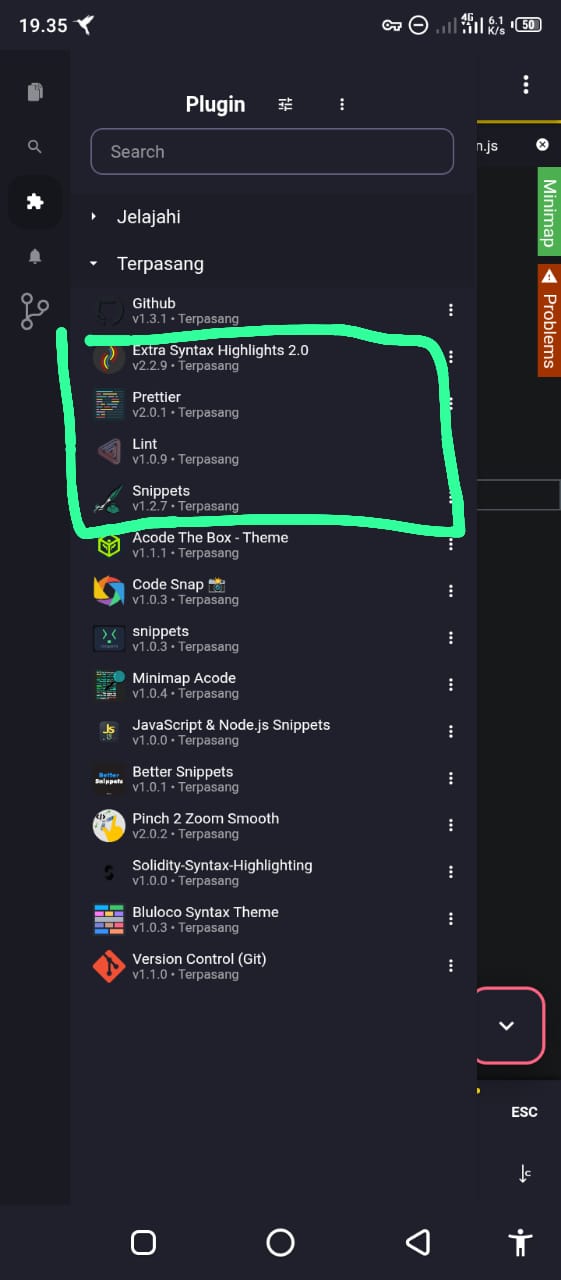 19.35
4G
6.1
K/s
50
Plugin
Search
n.js
Minimap
Problems
Jelajahi
Terpasang
Github
v1.3.1 • Terpasang
Extra Syntax Highlights 2.0
v2.2.9 • Terpasang
Prettier
v2.0.1 • Terpasang
Lint
v1.0.9 • Terpasang
Snippets
v1.2.7 • Terpasang
Acode The Box - Theme
v1.1.1 • Terpasang
Code Snap 📸
v1.0.3 • Terpasang
snippets
v1.0.3 • Terpasang
Minimap Acode
v1.0.4 • Terpasang
JS
JavaScript & Node.js Snippets
v1.0.0 • Terpasang
Better
Snippets
Better Snippets
v1.0.1 • Terpasang
Pinch 2 Zoom Smooth
v2.0.2 • Terpasang
Solidity-Syntax-Highlighting
v1.0.0 • Terpasang
Bluloco Syntax Theme
v1.0.3 • Terpasang
Version Control (Git)
v1.1.0 • Terpasang
ESC